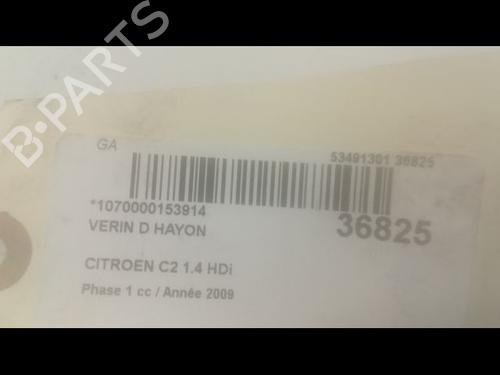 B-PARTS
GA
53491301 36825
*1070000153914
36825
VERIN D HAYON
CITROEN C2 1.4 HDi
Phase 1 cc / Année 2009